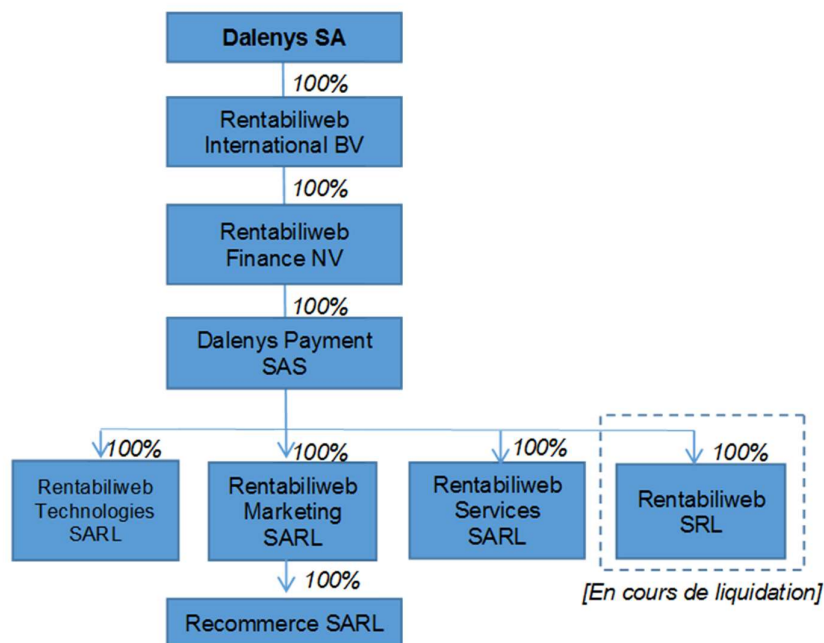 Dalenys SA
100%
Rentabiliweb
International BV
100%
Rentabiliweb
Finance NV
100%
Dalenys Payment
SAS
100%
100%
100%
100%
Rentabiliweb
Technologies
SARL
Rentabiliweb
Marketing
SARL
Rentabiliweb
Services
SARL
Rentabiliweb
SRL
100%
[En cours de liquidation]
Recommerce SARL